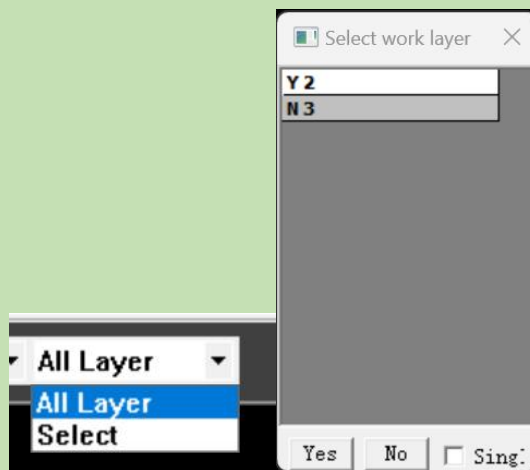 Select work layer
Y 2
N 3
All Layer
All Layer
Select
Yes No